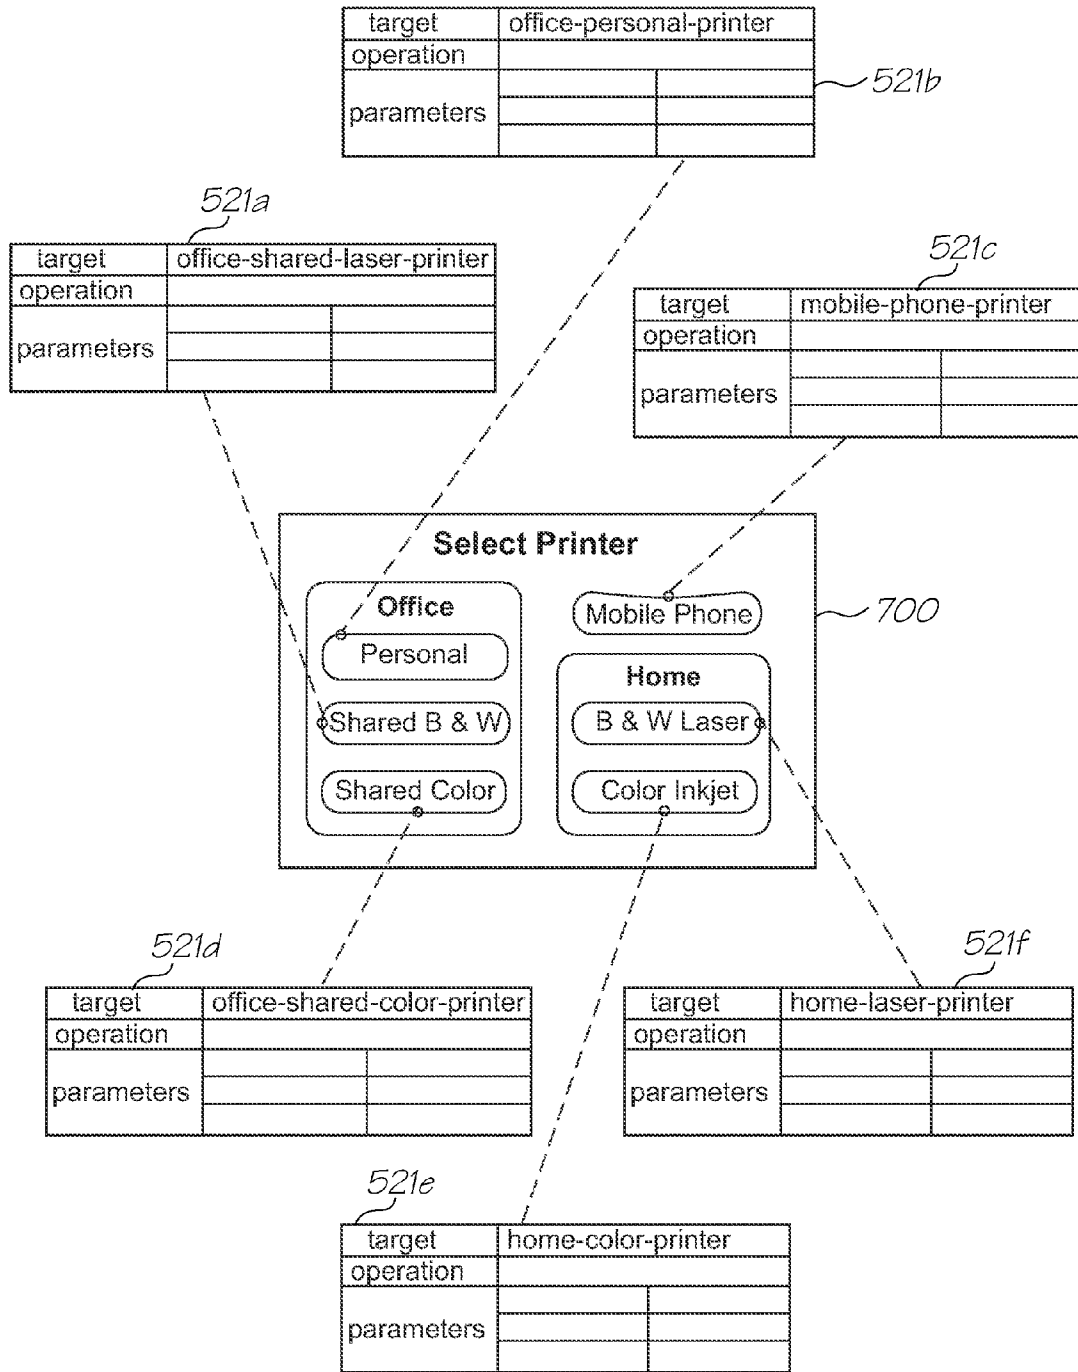 target office-personal-printer
operation
parameters
521b
521a
target office-shared-laser-printer
operation
parameters
521c
target mobile-phone-printer
operation
parameters
Select Printer
Office
Personal
Shared B & W
Shared Color
Mobile Phone
Home
B & W Laser
Color Inkjet
700
521d
target office-shared-color-printer
operation
parameters
521f
target home-laser-printer
operation
parameters
521e
target home-color-printer
operation
parameters